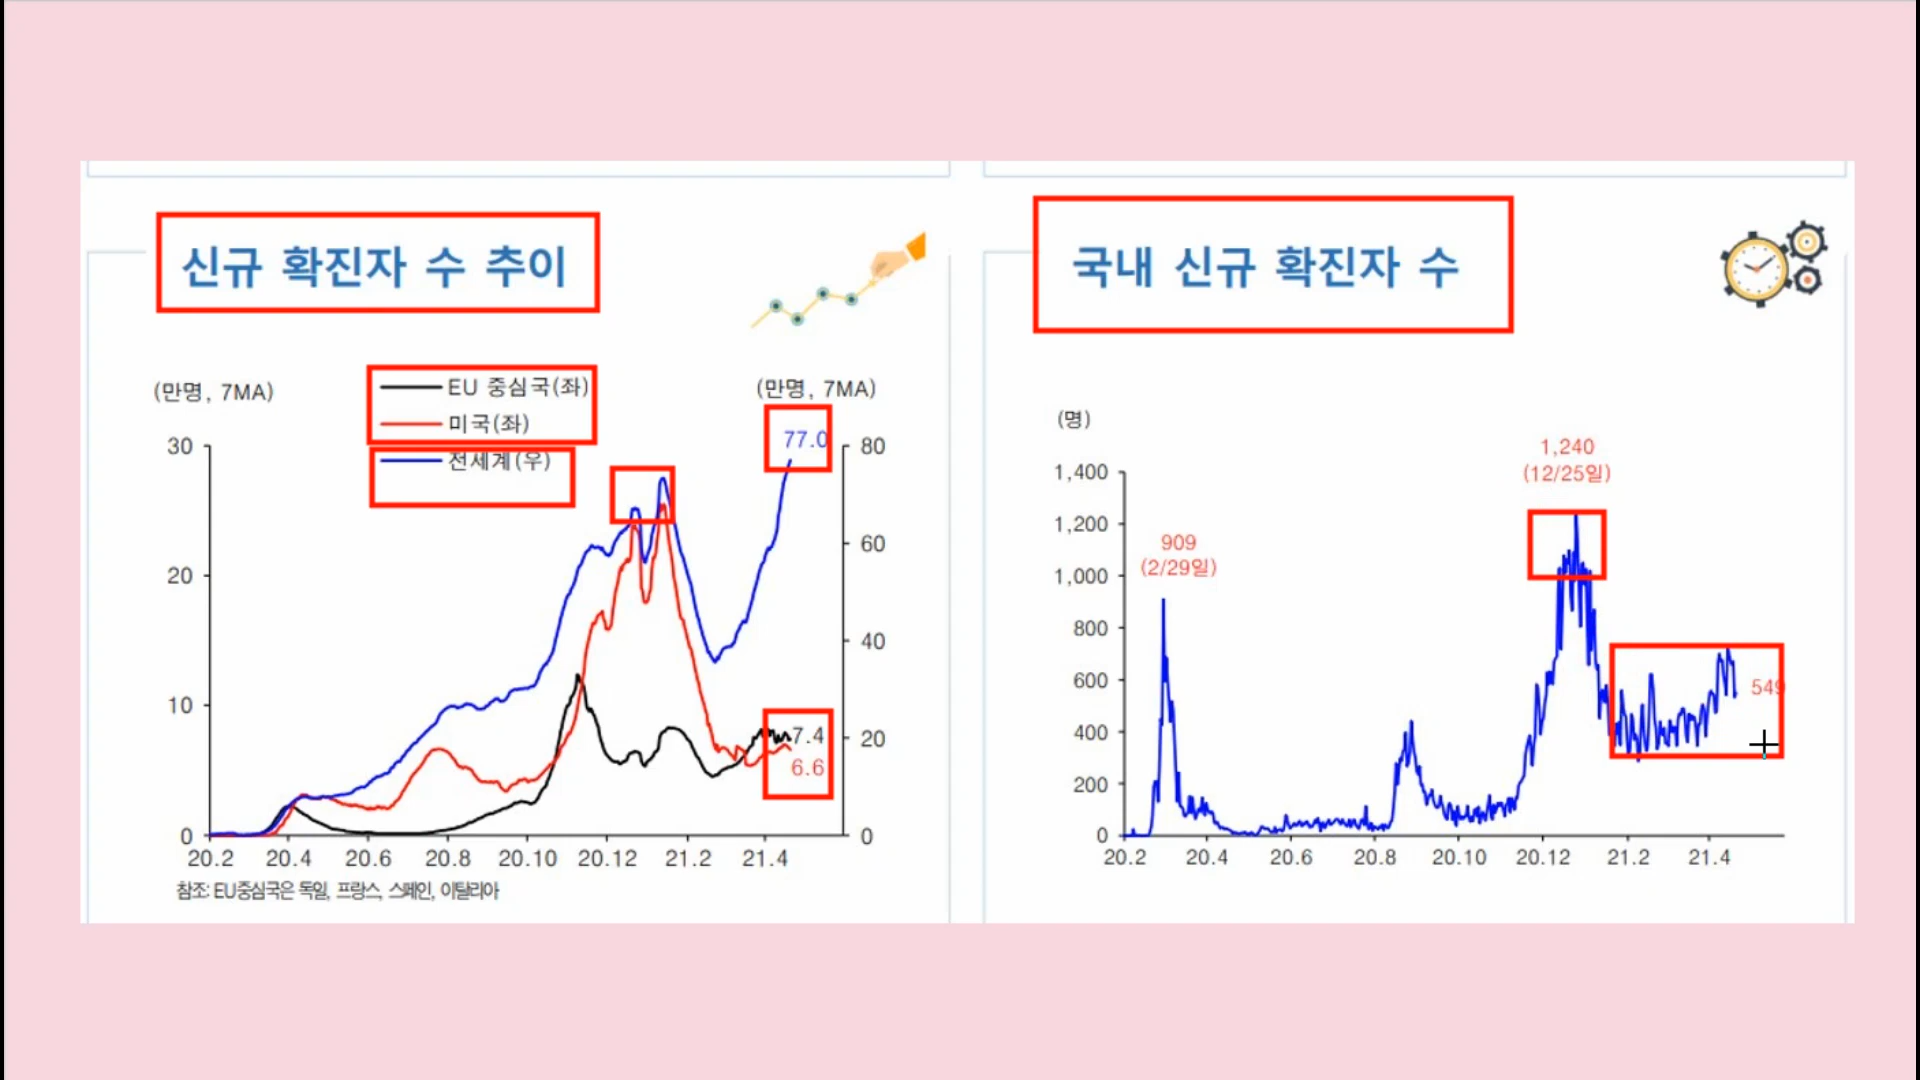 신규 확진자 수 추이
(만명, 7MA)
EU 중심국(좌)
미국(좌)
전세계(우)
(만명, 7MA)
77.0
30
20
10
0
80
60
40
20
0
7.4
6.6
20.2 20.4 20.6 20.8 20.10 20.12 21.2 21.4
참조: EU중심국은 독일, 프랑스, 스페인, 이탈리아
국내 신규 확진자 수
(명)
1,240
(12/25일)
909
(2/29일)
549
1,400
1,200
1,000
800
600
400
200
0
20.2 20.4 20.6 20.8 20.10 20.12 21.2 21.4